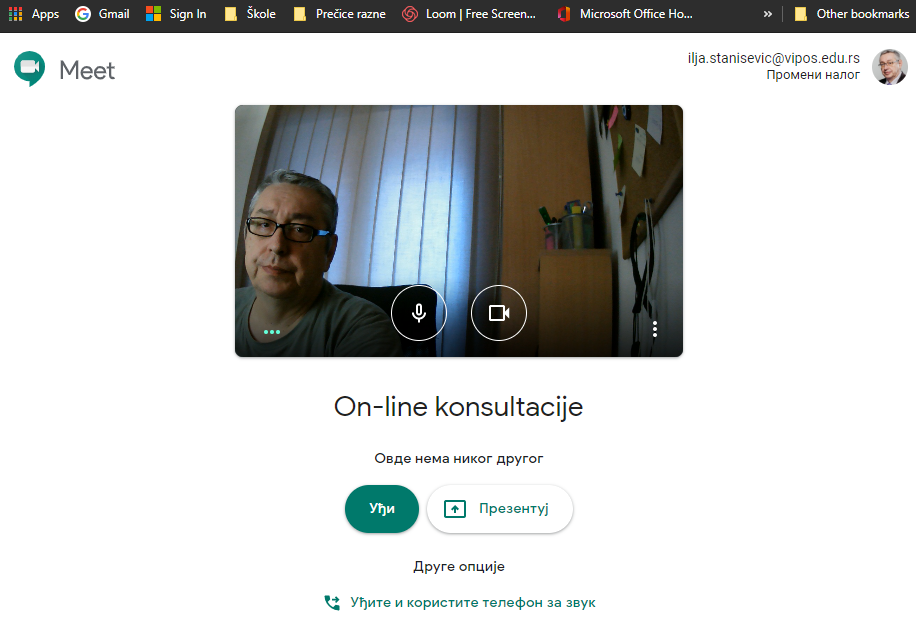 Apps Gmail Sign In Škole Prečice razne Loom | Free Screen... Microsoft Office Ho... » Other bookmarks
Meet
ilja.stanisevic@vipos.edu.rs
Промени налог
On-line konsultacije
Овде нема никог другог
Уђи Презентуј
Друге опције
Уђите и користите телефон за звук